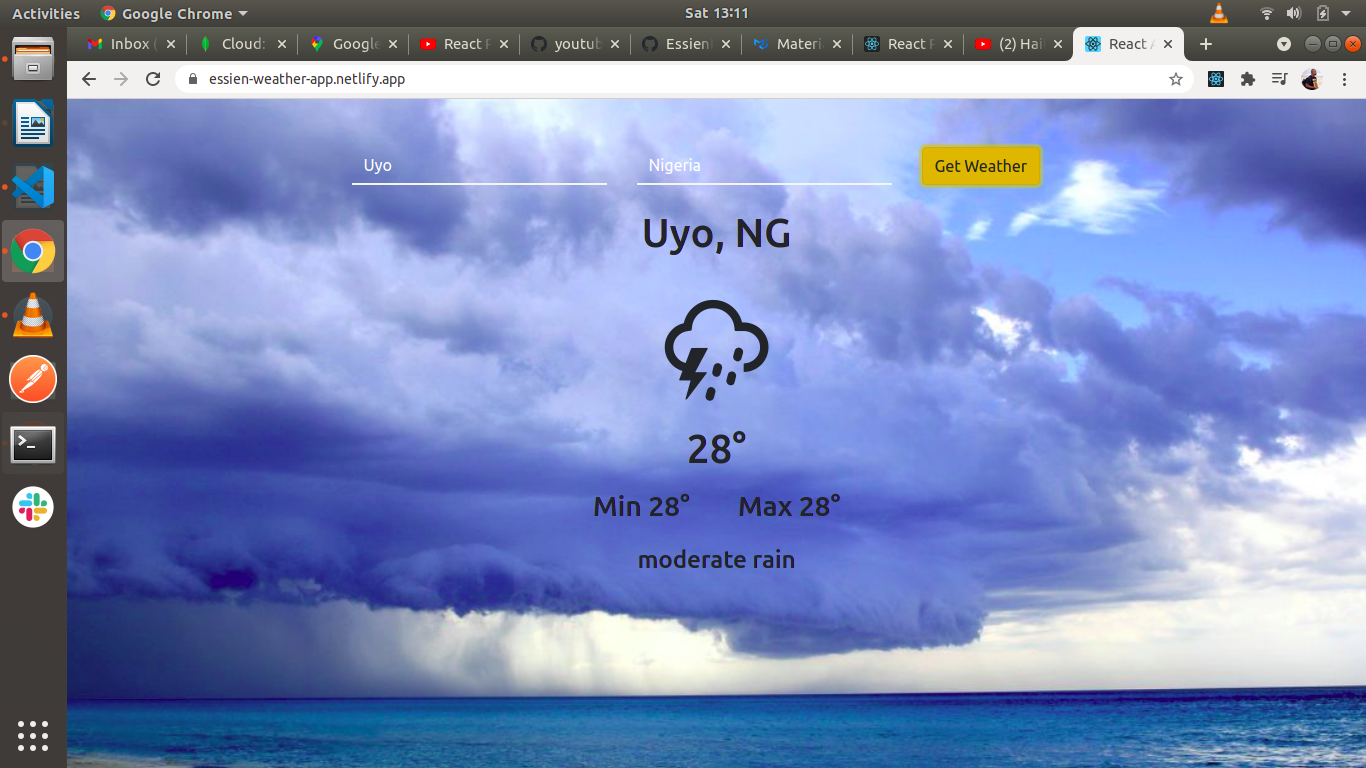 Activities Google Chrome Sat 13:11
Inbox ( Cloud: Google React F youtub Essien Materi React F (2) Hai React A
essien-weather-app.netlify.app
Uyo Nigeria Get Weather
Uyo, NG
28°
Min 28° Max 28°
moderate rain